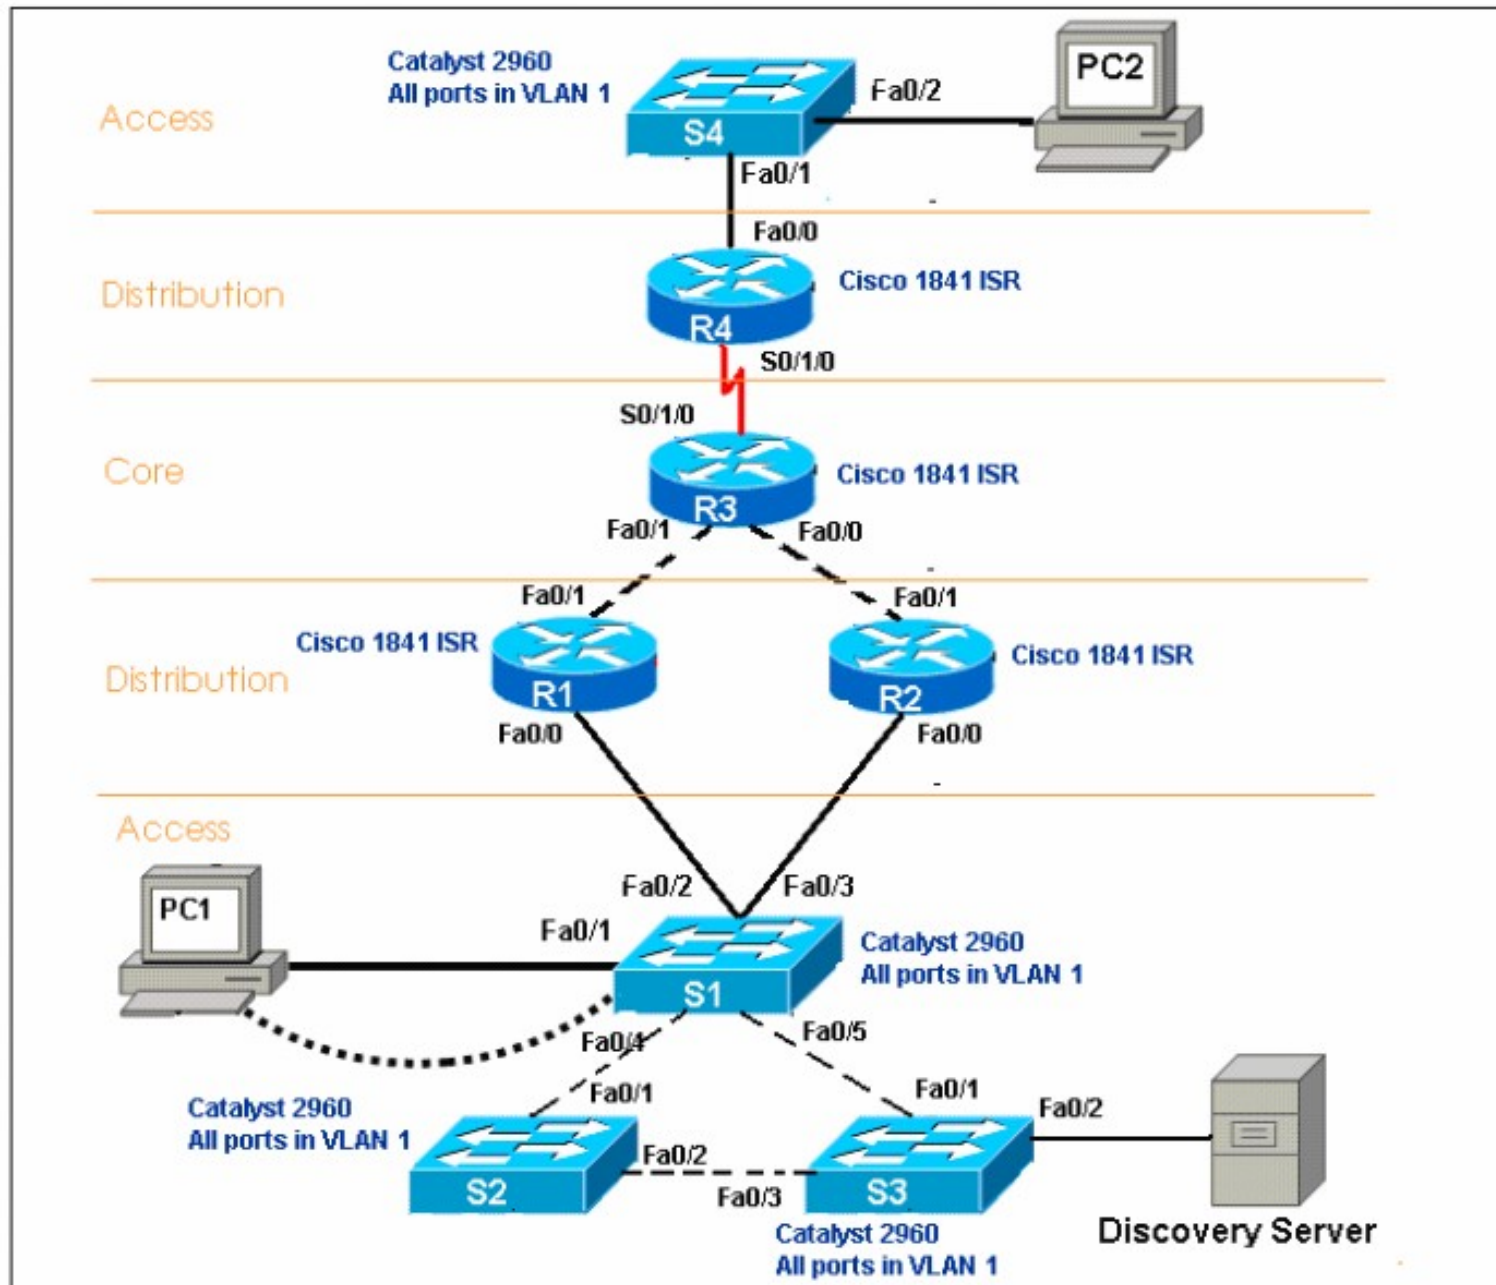 Catalyst 2960
All ports in VLAN 1
PC2
Fa0/2
Access
S4
Fa0/1
Fa0/0
Distribution
Cisco 1841 ISR
R4
S0/1/0
S0/1/0
Core
Cisco 1841 ISR
R3
Fa0/1
Fa0/0
Fa0/1
Fa0/1
Cisco 1841 ISR
Cisco 1841 ISR
Distribution
R1
R2
Fa0/0
Fa0/0
Access
Fa0/2
Fa0/3
PC1
Fa0/1
Catalyst 2960
All ports in VLAN 1
S1
Fa0/4
Fa0/5
Fa0/1
Fa0/1
Catalyst 2960
All ports in VLAN 1
Fa0/2
Fa0/2
S2
Fa0/3
S3
Discovery Server
Catalyst 2960
All ports in VLAN 1